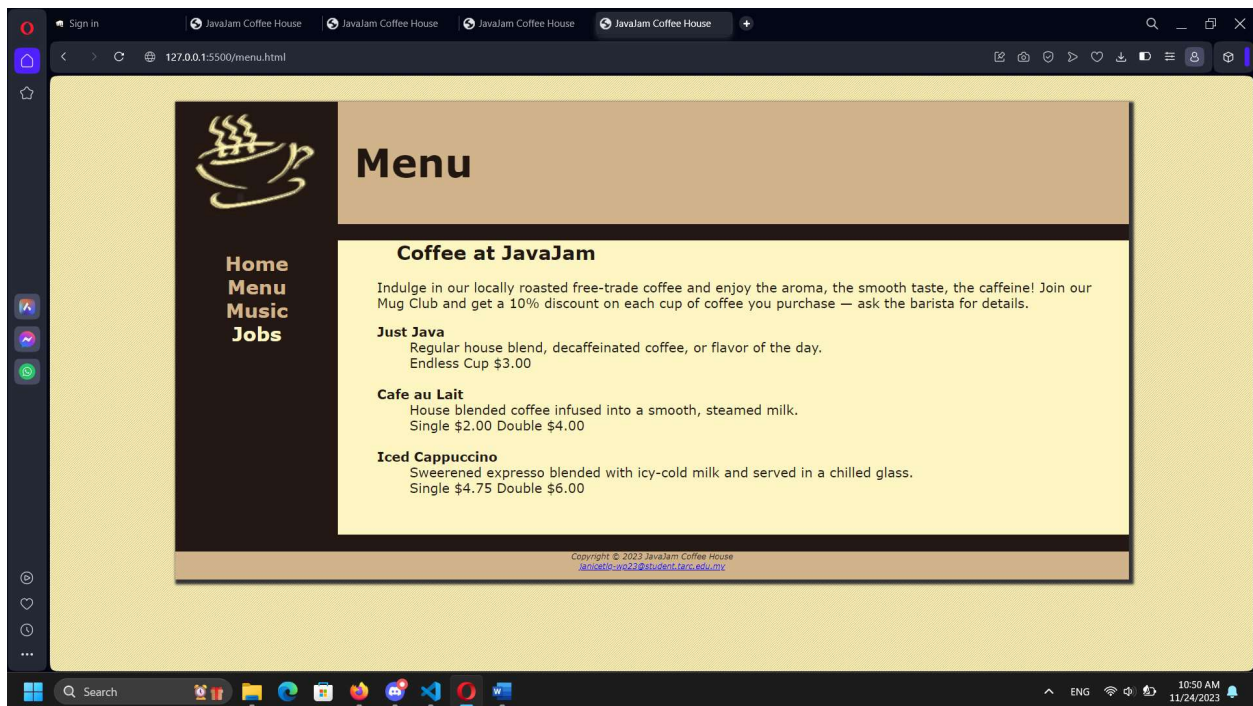 Sign in
JavaJam Coffee House
JavaJam Coffee House
JavaJam Coffee House
JavaJam Coffee House
127.0.0.1:5500/menu.html
Menu
Home
Menu
Music
Jobs
Coffee at JavaJam
Indulge in our locally roasted free-trade coffee and enjoy the aroma, the smooth taste, the caffeine! Join our
Mug Club and get a 10% discount on each cup of coffee you purchase — ask the barista for details.
Just Java
Regular house blend, decaffeinated coffee, or flavor of the day.
Endless Cup $3.00
Cafe au Lait
House blended coffee infused into a smooth, steamed milk.
Single $2.00 Double $4.00
Iced Cappuccino
Sweerened expresso blended with icy-cold milk and served in a chilled glass.
Single $4.75 Double $6.00
Copyright © 2023 JavaJam Coffee House
janicetlq-wp23@student.tarc.edu.my
Search
ENG
10:50 AM
11/24/2023